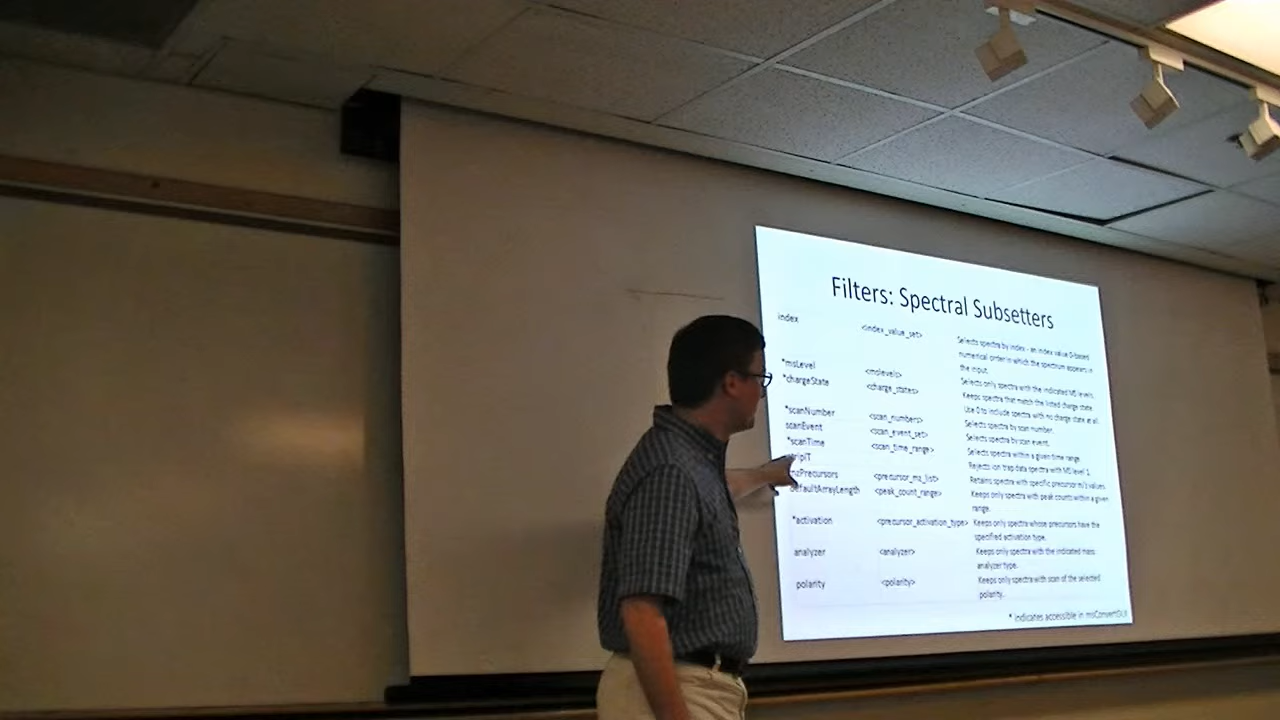 Filters: Spectral Subsetters
index <index_value_set> Selects spectra by index - an index value 0-based
numerical order in which the spectrum appears in
the input.
*msLevel <mslevels> Selects only spectra with the indicated MS levels.
*chargeState <charge_states> Keeps spectra that match the listed charge state.
Use 0 to include spectra with no charge state at all.
*scanNumber <scan_numbers> Selects spectra by scan number.
scanEvent <scan_event_set> Selects spectra by scan event.
*scanTime <scan_time_range> Selects spectra within a given time range.
stripIT Rejects ion trap data spectra with MS level 1.
mzPrecursors <precursor_mz_list> Retains spectra with specific precursor m/z values.
defaultArrayLength <peak_count_range> Keeps only spectra with peak counts within a given
range.
*activation <precursor_activation_type> Keeps only spectra whose precursors have the
specified activation type.
analyzer <analyzer> Keeps only spectra with the indicated mass
analyzer type.
polarity <polarity> Keeps only spectra with scan of the selected
polarity.
* indicates accessible in msConvertGUI